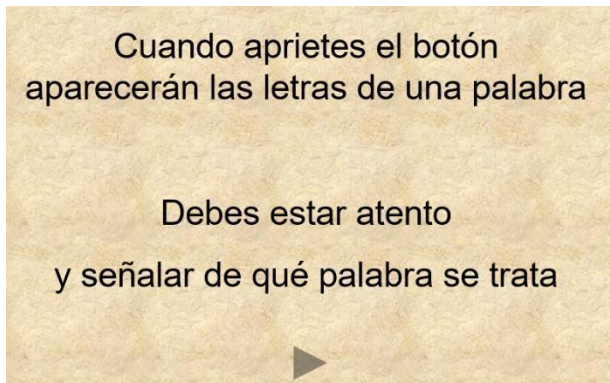 Cuando aprietes el botón
aparecerán las letras de una palabra
Debes estar atento
y señalar de qué palabra se trata